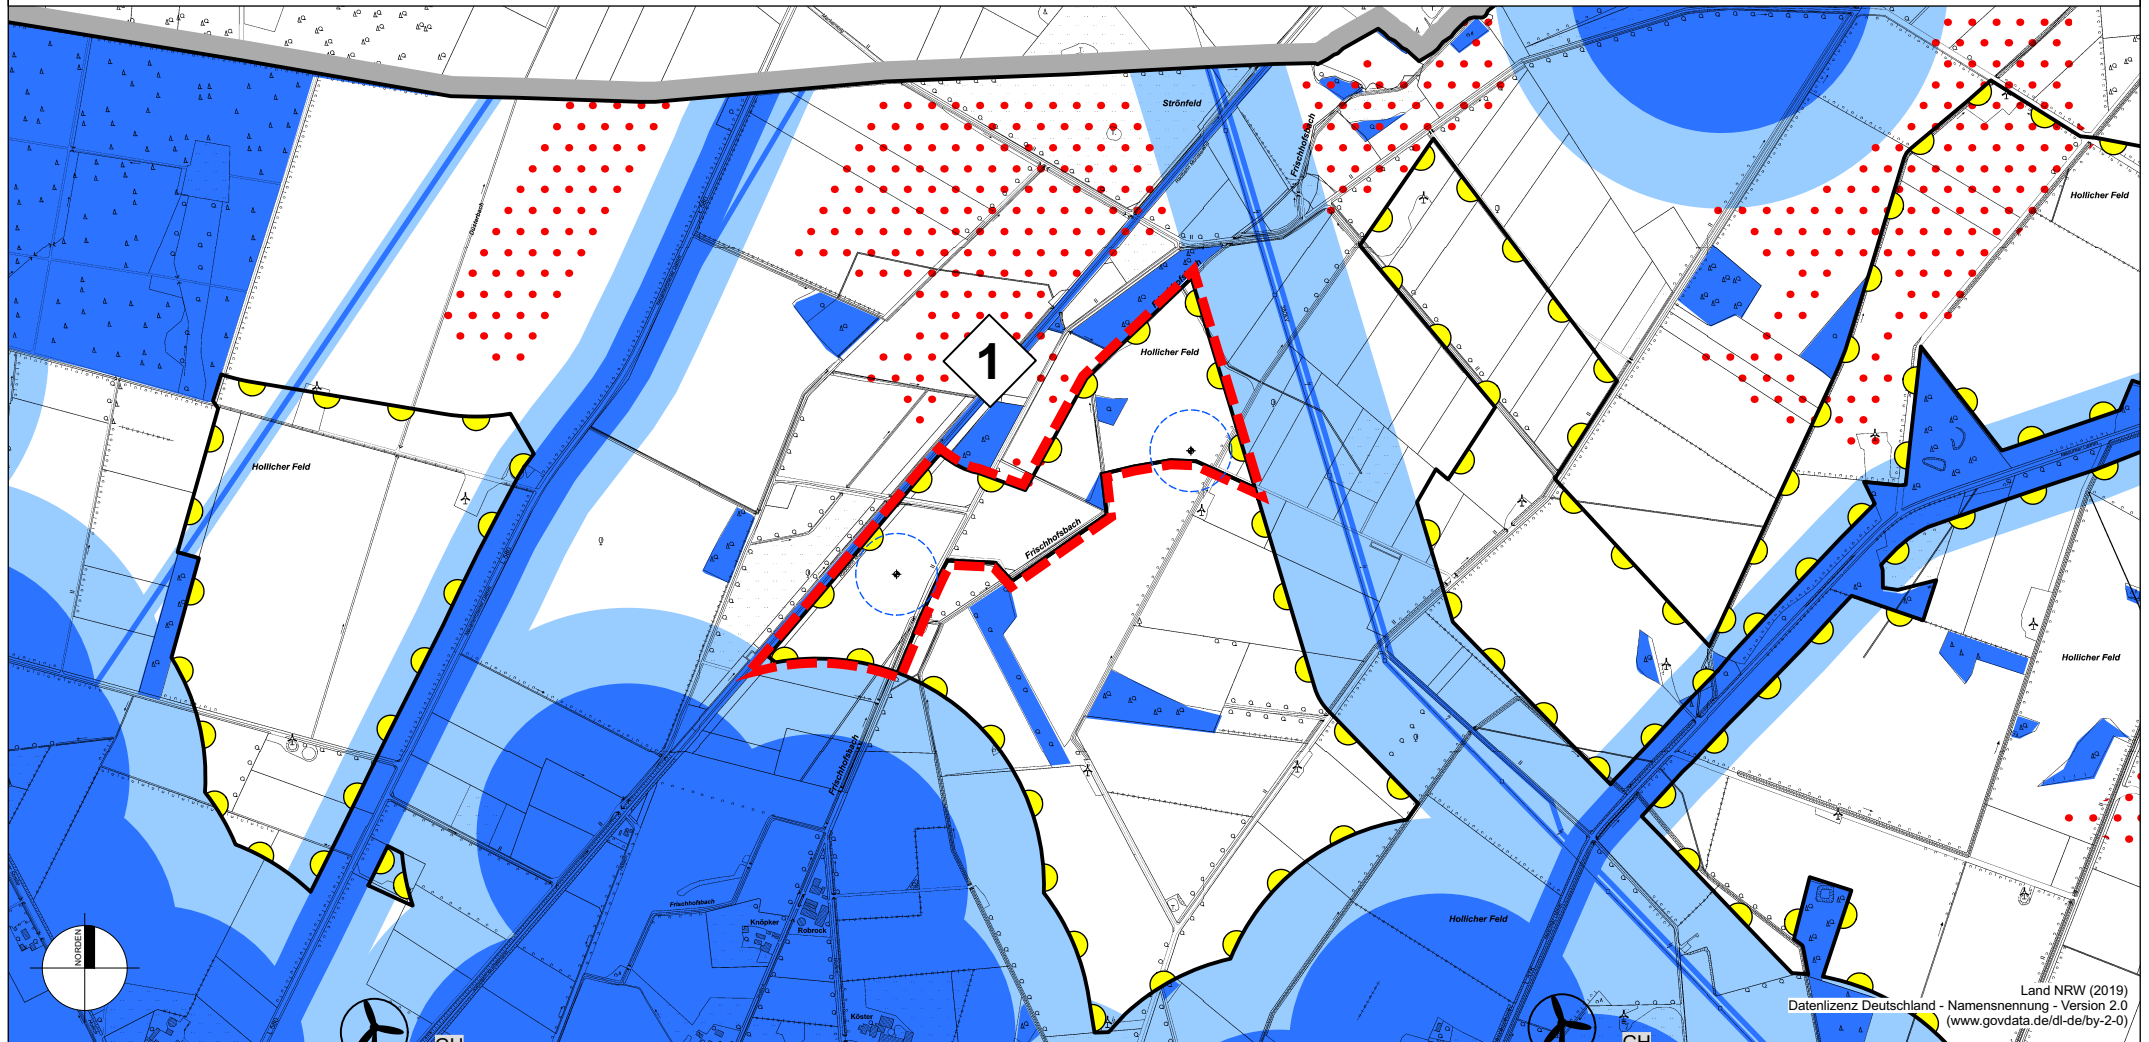 Strönfeld
Frischhofsbach
Hollicher Feld
Düsterbach
1
Hollicher Feld
Hollicher Feld
Frischhofsbach
Hollicher Feld
Frischhofsbach
Frischhofsbach
Knöpker
Robrock
Hollicher Feld
NORDEN
Köster
Land NRW (2019)
Datenlizenz Deutschland - Namensnennung - Version 2.0
(www.govdata.de/dl-de/by-2-0)